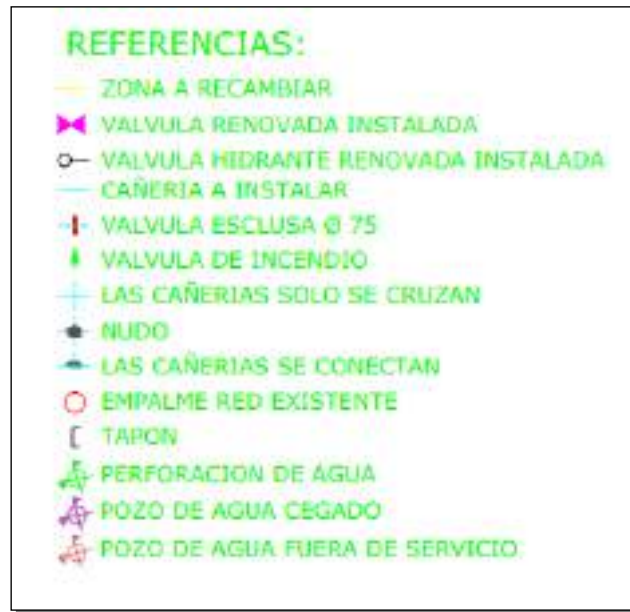 REFERENCIAS:
ZONA A RECAMBIAR
VALVULA RENOVADA INSTALADA
VALVULA HIDRANTE RENOVADA INSTALADA
CAÑERIA A INSTALAR
VALVULA ESCLUSA Ø 75
VALVULA DE INCENDIO
LAS CAÑERIAS SOLO SE CRUZAN
NUDO
LAS CAÑERIAS SE CONECTAN
EMPALME RED EXISTENTE
TAPON
PERFORACION DE AGUA
POZO DE AGUA CEGADO
POZO DE AGUA FUERA DE SERVICIO